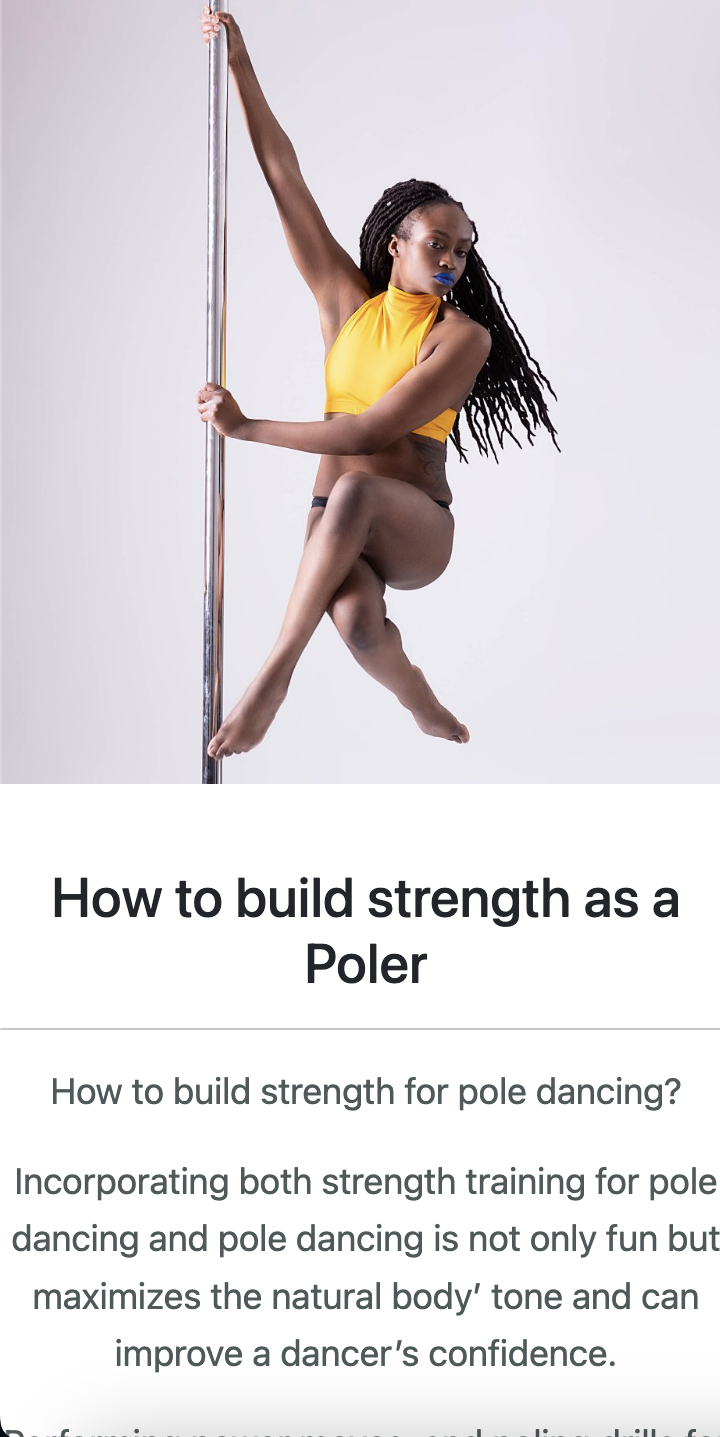 How to build strength as a
Poler
How to build strength for pole dancing?
Incorporating both strength training for pole
dancing and pole dancing is not only fun but
maximizes the natural body’ tone and can
improve a dancer’s confidence.